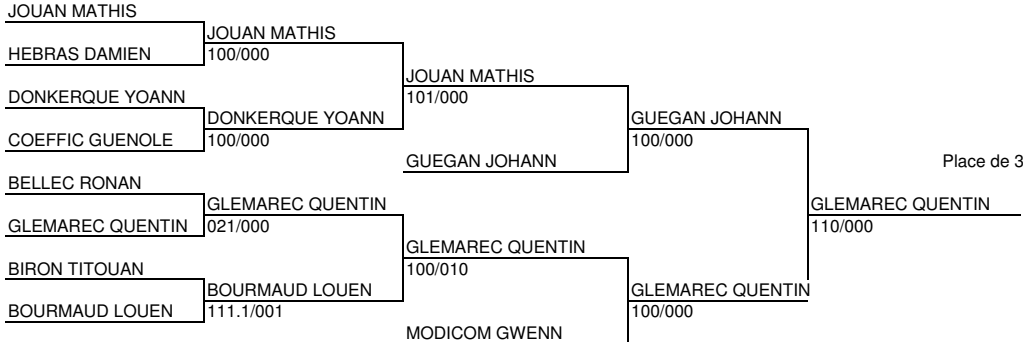 JOUAN MATHIS
JOUAN MATHIS
HEBRAS DAMIEN
100/000
JOUAN MATHIS
DONKERQUE YOANN
101/000
DONKERQUE YOANN
GUEGAN JOHANN
COEFFIC GUENOLE
100/000
100/000
GUEGAN JOHANN
Place de 3
BELLEC RONAN
GLEMAREC QUENTIN
GLEMAREC QUENTIN
GLEMAREC QUENTIN
021/000
110/000
GLEMAREC QUENTIN
BIRON TITOUAN
100/010
BOURMAUD LOUEN
GLEMAREC QUENTIN
BOURMAUD LOUEN
111.1/001
100/000
MODICOM GWENN